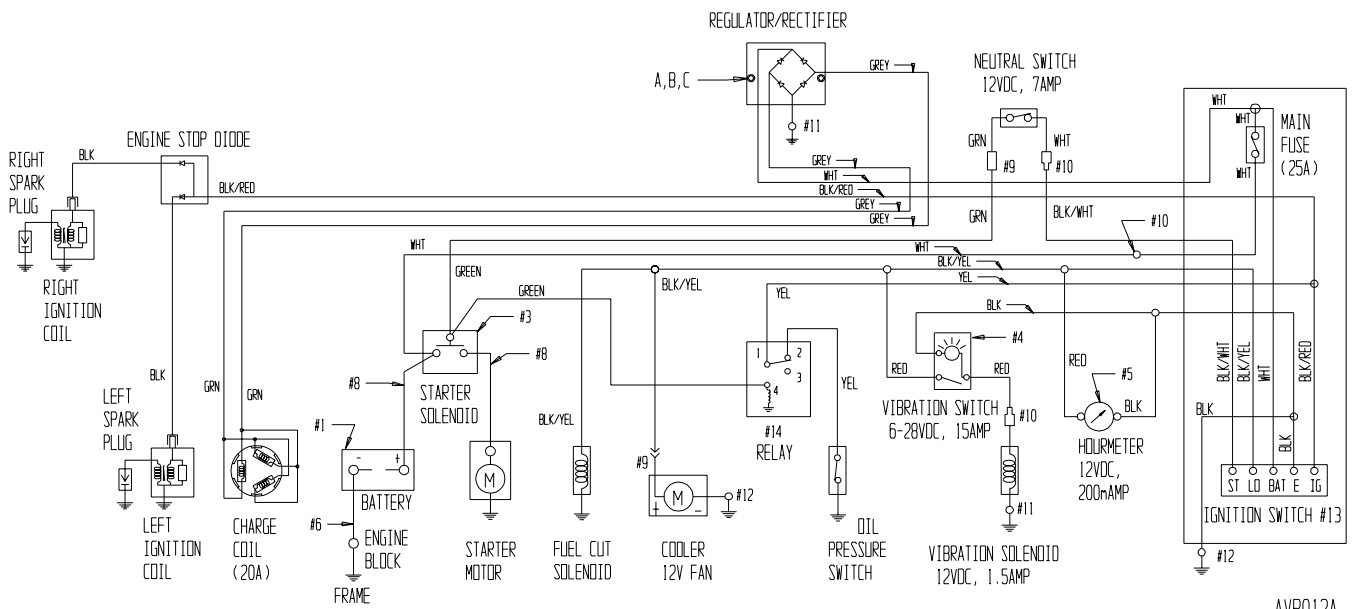 REGULATOR/RECTIFIER
A,B,C
#11
GREY
NEUTRAL SWITCH
12VDC, 7AMP
GRN
WHT
#9
#10
WHT
WHT
WHT
MAIN
FUSE
(25A)
ENGINE STOP DIODE
BLK
RIGHT
SPARK
PLUG
BLK/RED
GREY
WHT
BLK/RED
GREY
GREY
GRN
BLK/WHT
#10
RIGHT
IGNITION
COIL
WHT
GREEN
GREEN
BLK/YEL
WHT
BLK/YEL
YEL
YEL
BLK
#3
#8
#8
STARTER
SOLENOID
1
2
3
4
#14
RELAY
YEL
RED
RED
#4
VIBRATION SWITCH
6-28VDC, 15AMP
RED
#5
BLK
HOURMETER
12VDC,
200mAMP
BLK/WHT
BLK/YEL
WHT
BLK/RED
BLK
BLK
BLK
LEFT
SPARK
PLUG
GRN
GRN
#1
-
+
BATTERY
BLK/YEL
#9
#10
ST LO BAT E IG
IGNITION SWITCH #13
M
M
+
-
#12
#11
#12
LEFT
IGNITION
COIL
CHARGE
COIL
(20A)
#6
ENGINE
BLOCK
FRAME
STARTER
MOTOR
FUEL CUT
SOLENOID
COOLER
12V FAN
OIL
PRESSURE
SWITCH
VIBRATION SOLENOID
12VDC, 1.5AMP